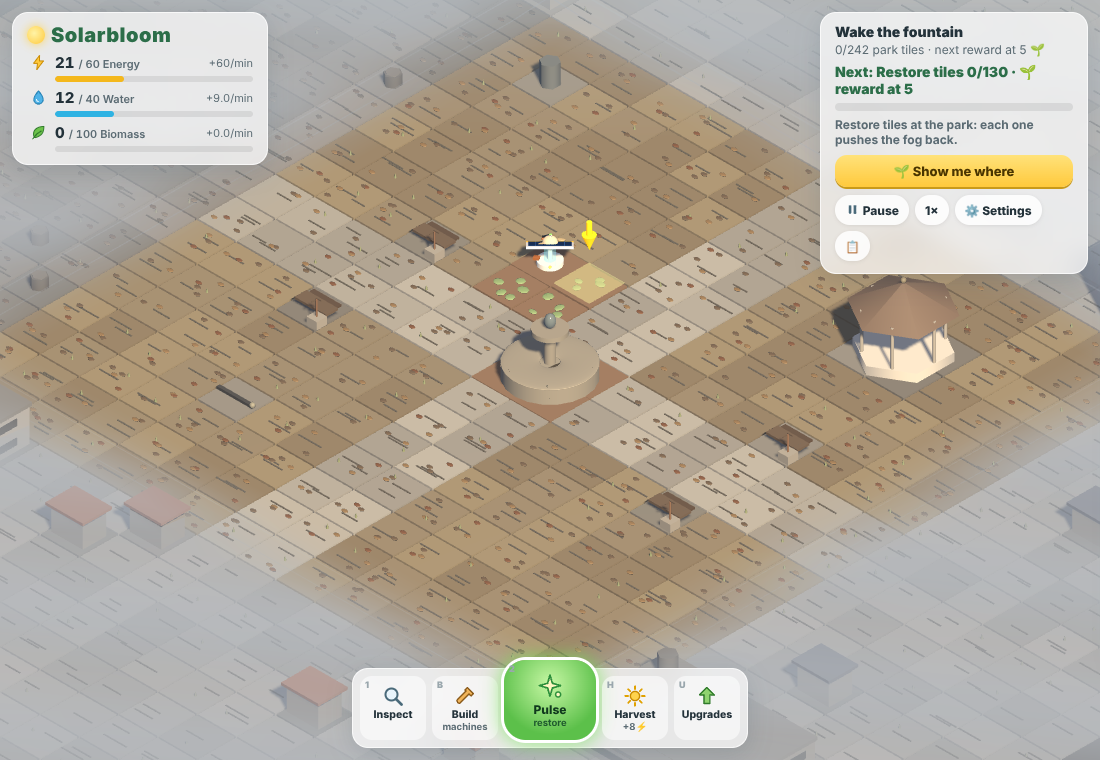 Solarbloom
21 / 60 Energy +60/min
12 / 40 Water +9.0/min
0 / 100 Biomass +0.0/min
Wake the fountain
0/242 park tiles · next reward at 5 🌱
Next: Restore tiles 0/130 · 🌱
reward at 5
Restore tiles at the park: each one
pushes the fog back.
🌱 Show me where
Pause
1×
Settings
1
Inspect
B
Build
machines
Pulse
restore
H
Harvest
+8⚡
U
Upgrades